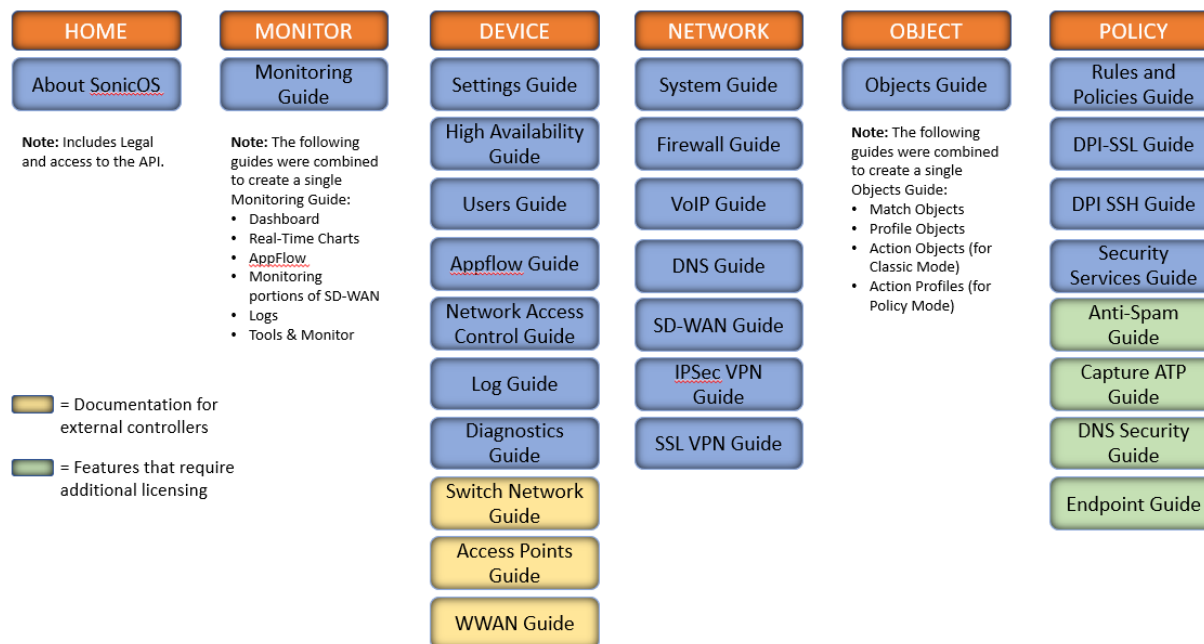 HOME
About SonicOS
Note: Includes Legal
and access to the API.
MONITOR
Monitoring
Guide
Note: The following
guides were combined
to create a single
Monitoring Guide:
• Dashboard
• Real-Time Charts
• AppFlow
• Monitoring
portions of SD-WAN
• Logs
• Tools & Monitor
= Documentation for
external controllers
= Features that require
additional licensing
DEVICE
Settings Guide
High Availability
Guide
Users Guide
Appflow Guide
Network Access
Control Guide
Log Guide
Diagnostics
Guide
Switch Network
Guide
Access Points
Guide
WWAN Guide
NETWORK
System Guide
Firewall Guide
VoIP Guide
DNS Guide
SD-WAN Guide
IPSec VPN
Guide
SSL VPN Guide
OBJECT
Objects Guide
Note: The following
guides were combined
to create a single
Objects Guide:
• Match Objects
• Profile Objects
• Action Objects (for
Classic Mode)
• Action Profiles (for
Policy Mode)
POLICY
Rules and
Policies Guide
DPI-SSL Guide
DPI SSH Guide
Security
Services Guide
Anti-Spam
Guide
Capture ATP
Guide
DNS Security
Guide
Endpoint Guide